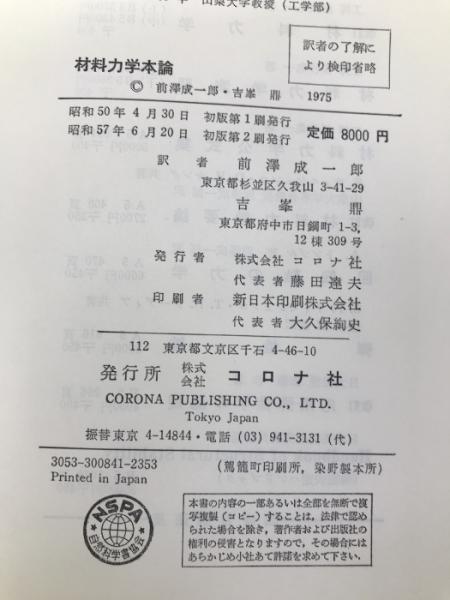 山梨大学教授（工学部）
訳者の了解に
より検印省略
材料力学本論
© 前澤成一郎・吉峯 鼎 1975
昭和50年4月30日 初版第1刷発行
昭和57年6月20日 初版第2刷発行
定価 8000円
訳者 前澤成一郎
東京都杉並区久我山 3-41-29
吉峯 鼎
東京都府中市日鋼町 1-3,
12棟309号
発行者 株式会社 コロナ社
代表者 藤田達夫
印刷者 新日本印刷株式会社
代表者 大久保絢史
112 東京都文京区千石 4-46-10
発行所 株式会社 コロナ社
CORONA PUBLISHING CO., LTD.
Tokyo Japan
振替東京 4-14844・電話 (03) 941-3131 (代)
3053-300841-2353
（駕籠町印刷所，染野製本所）
Printed in Japan
NSPA
自然科学書協会
本書の内容の一部あるいは全部を無断で複
写複製（コピー）することは，法律で認め
られた場合を除き，著作者および出版社の
権利の侵害となりますので，その場合には
あらかじめ小社あて許諾を求めて下さい。